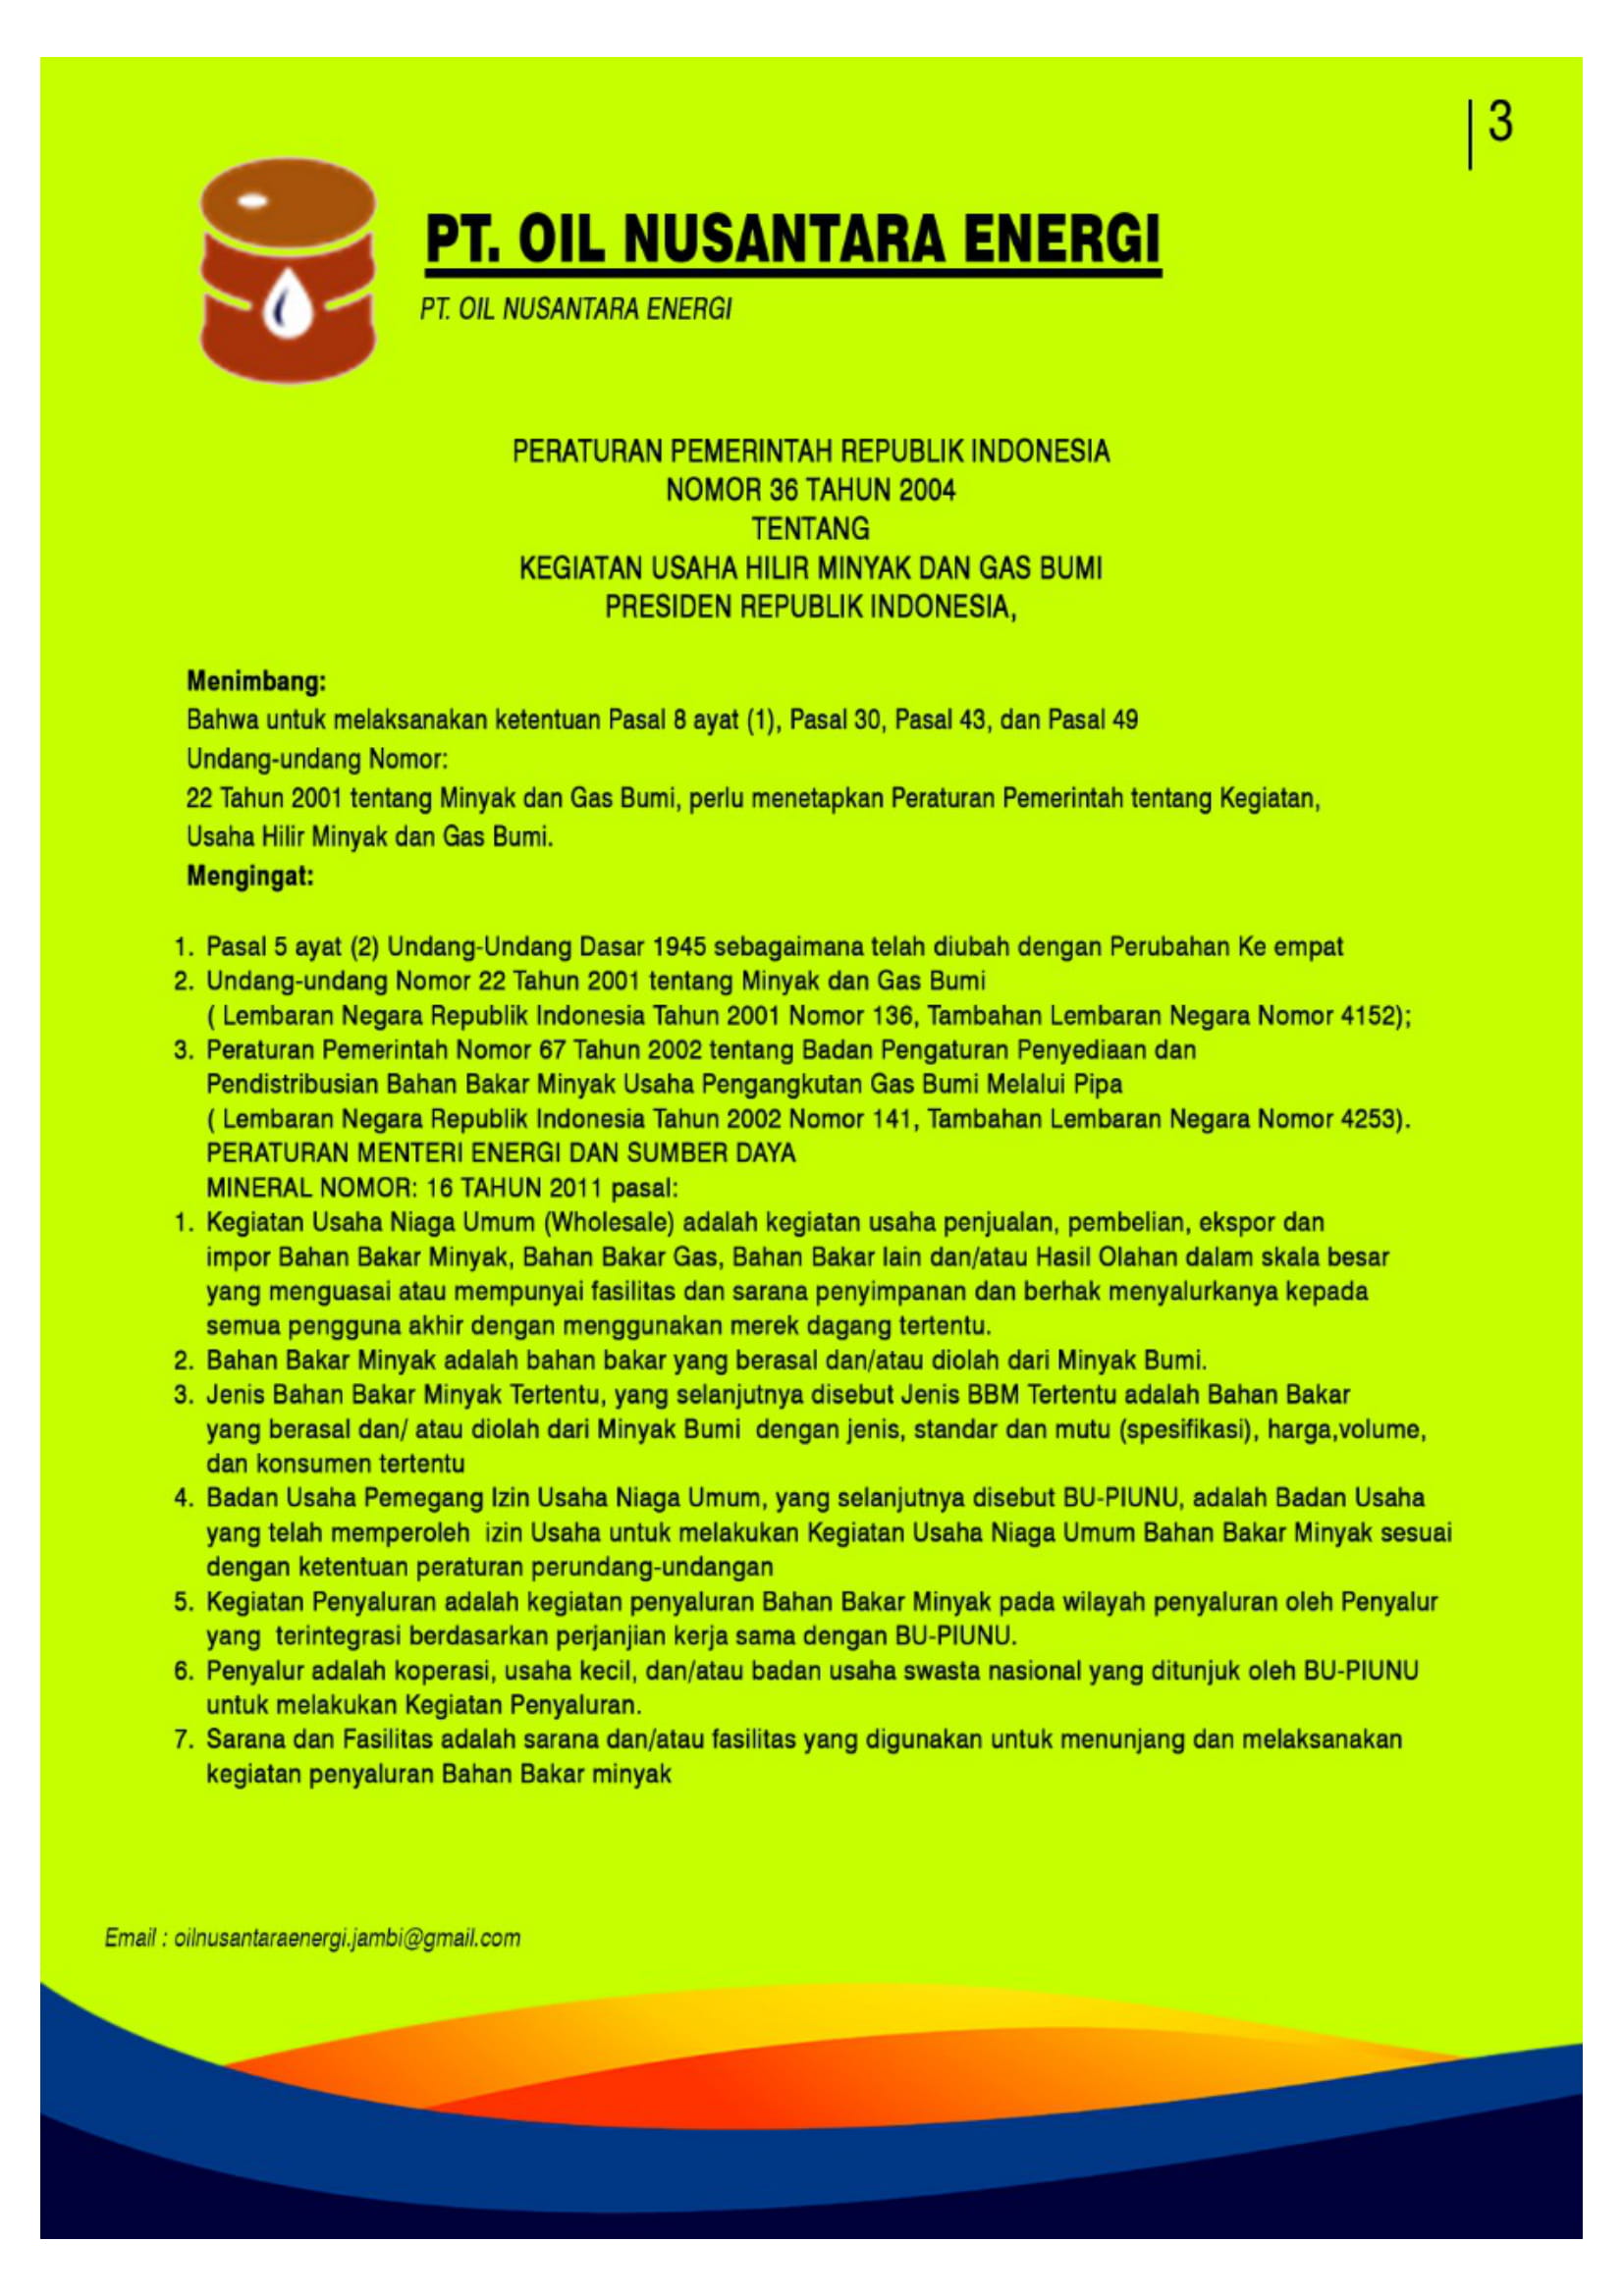 3
PT. OIL NUSANTARA ENERGI
PT. OIL NUSANTARA ENERGI
PERATURAN PEMERINTAH REPUBLIK INDONESIA
NOMOR 36 TAHUN 2004
TENTANG
KEGIATAN USAHA HILIR MINYAK DAN GAS BUMI
PRESIDEN REPUBLIK INDONESIA,
Menimbang:
Bahwa untuk melaksanakan ketentuan Pasal 8 ayat (1), Pasal 30, Pasal 43, dan Pasal 49
Undang-undang Nomor:
22 Tahun 2001 tentang Minyak dan Gas Bumi, perlu menetapkan Peraturan Pemerintah tentang Kegiatan,
Usaha Hilir Minyak dan Gas Bumi.
Mengingat:
1. Pasal 5 ayat (2) Undang-Undang Dasar 1945 sebagaimana telah diubah dengan Perubahan Ke empat
2. Undang-undang Nomor 22 Tahun 2001 tentang Minyak dan Gas Bumi
( Lembaran Negara Republik Indonesia Tahun 2001 Nomor 136, Tambahan Lembaran Negara Nomor 4152);
3. Peraturan Pemerintah Nomor 67 Tahun 2002 tentang Badan Pengaturan Penyediaan dan
Pendistribusian Bahan Bakar Minyak Usaha Pengangkutan Gas Bumi Melalui Pipa
( Lembaran Negara Republik Indonesia Tahun 2002 Nomor 141, Tambahan Lembaran Negara Nomor 4253).
PERATURAN MENTERI ENERGI DAN SUMBER DAYA
MINERAL NOMOR: 16 TAHUN 2011 pasal:
1. Kegiatan Usaha Niaga Umum (Wholesale) adalah kegiatan usaha penjualan, pembelian, ekspor dan
impor Bahan Bakar Minyak, Bahan Bakar Gas, Bahan Bakar lain dan/atau Hasil Olahan dalam skala besar
yang menguasai atau mempunyai fasilitas dan sarana penyimpanan dan berhak menyalurkanya kepada
semua pengguna akhir dengan menggunakan merek dagang tertentu.
2. Bahan Bakar Minyak adalah bahan bakar yang berasal dan/atau diolah dari Minyak Bumi.
3. Jenis Bahan Bakar Minyak Tertentu, yang selanjutnya disebut Jenis BBM Tertentu adalah Bahan Bakar
yang berasal dan/ atau diolah dari Minyak Bumi dengan jenis, standar dan mutu (spesifikasi), harga,volume,
dan konsumen tertentu
4. Badan Usaha Pemegang Izin Usaha Niaga Umum, yang selanjutnya disebut BU-PIUNU, adalah Badan Usaha
yang telah memperoleh izin Usaha untuk melakukan Kegiatan Usaha Niaga Umum Bahan Bakar Minyak sesuai
dengan ketentuan peraturan perundang-undangan
5. Kegiatan Penyaluran adalah kegiatan penyaluran Bahan Bakar Minyak pada wilayah penyaluran oleh Penyalur
yang terintegrasi berdasarkan perjanjian kerja sama dengan BU-PIUNU.
6. Penyalur adalah koperasi, usaha kecil, dan/atau badan usaha swasta nasional yang ditunjuk oleh BU-PIUNU
untuk melakukan Kegiatan Penyaluran.
7. Sarana dan Fasilitas adalah sarana dan/atau fasilitas yang digunakan untuk menunjang dan melaksanakan
kegiatan penyaluran Bahan Bakar minyak
Email : oilnusantaraenergi.jambi@gmail.com